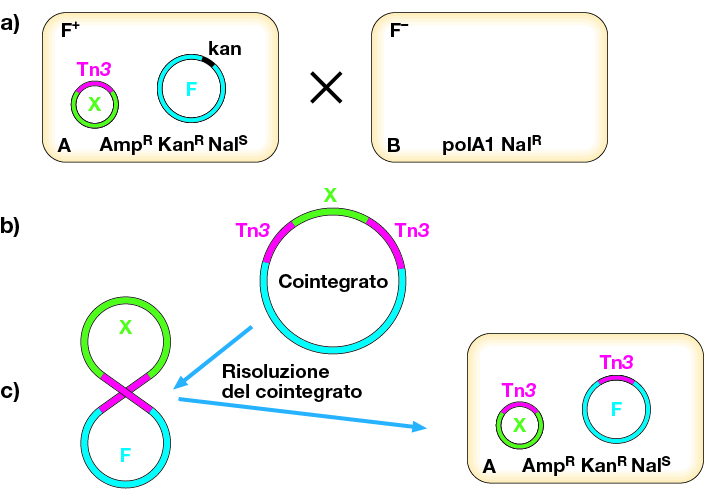 a)
F⁺
kan
Tn3
X
F
A AmpR KanR NalS
F⁻
B polA1 NalR
b)
X
Tn3
Tn3
Cointegrato
c)
X
F
Risoluzione
del cointegrato
Tn3
Tn3
X
F
A AmpR KanR NalS